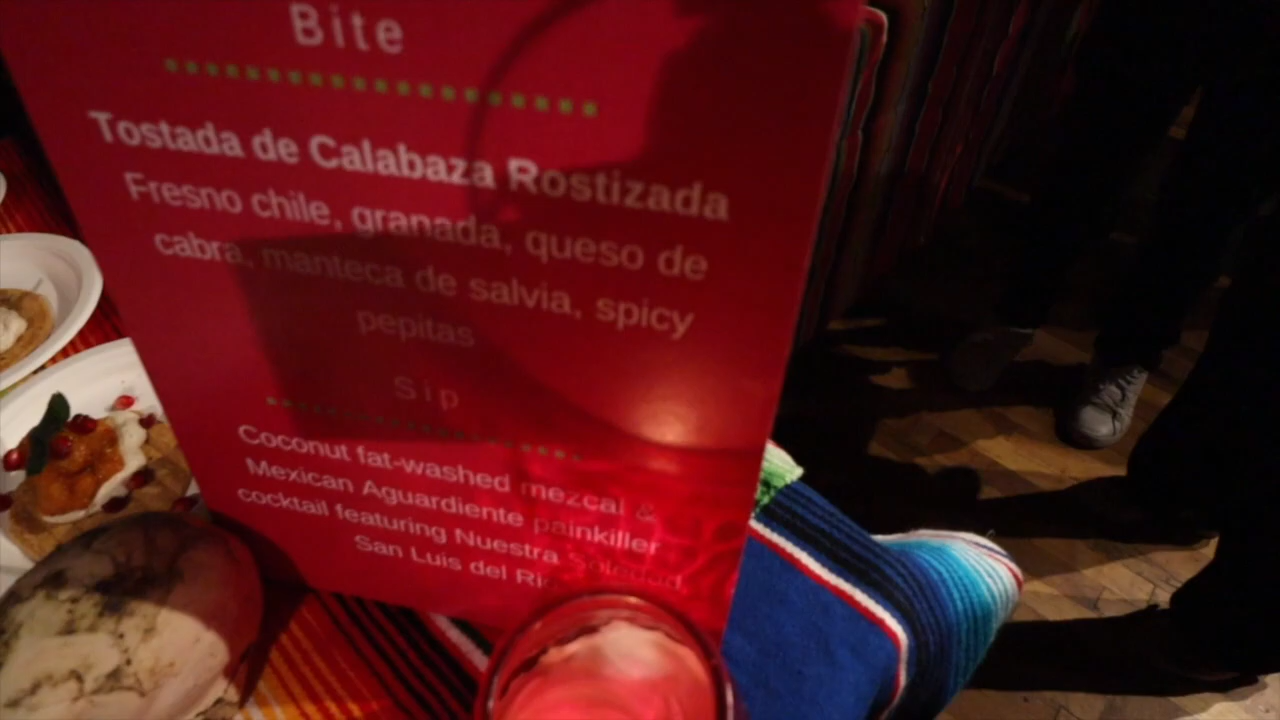 Bite
Tostada de Calabaza Rostizada
Fresno chile, granada, queso de
cabra, manteca de salvia, spicy
pepitas
Sip
Coconut fat-washed mezcal &
Mexican Aguardiente painkiller
cocktail featuring Nuestra Soledad
San Luis del